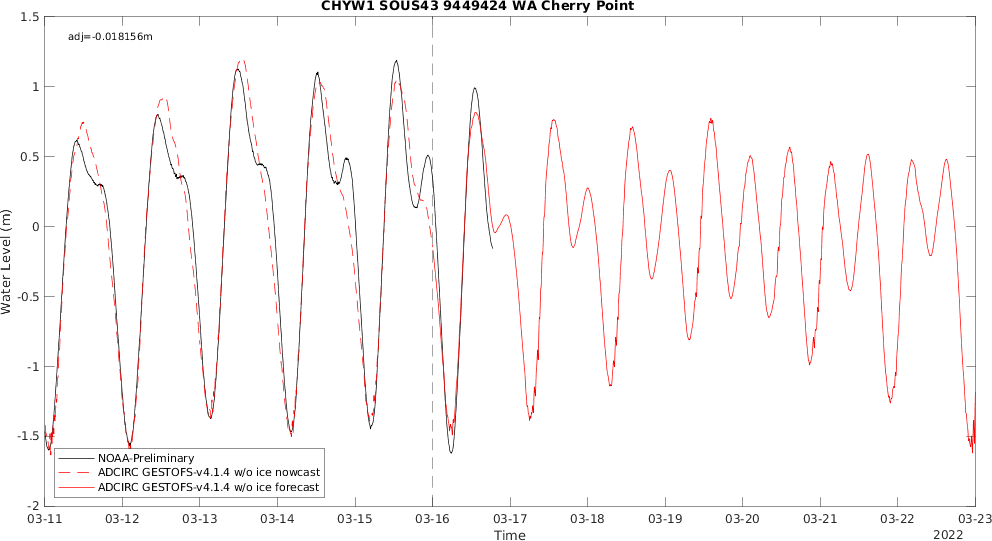 CHYW1 SOUS43 9449424 WA Cherry Point
adj=-0.018156m
1.5
1
0.5
0
-0.5
-1
-1.5
-2
Water Level (m)
NOAA-Preliminary
ADCIRC GESTOFS-v4.1.4 w/o ice nowcast
ADCIRC GESTOFS-v4.1.4 w/o ice forecast
03-11 03-12 03-13 03-14 03-15 03-16 03-17 03-18 03-19 03-20 03-21 03-22 03-23
Time
2022